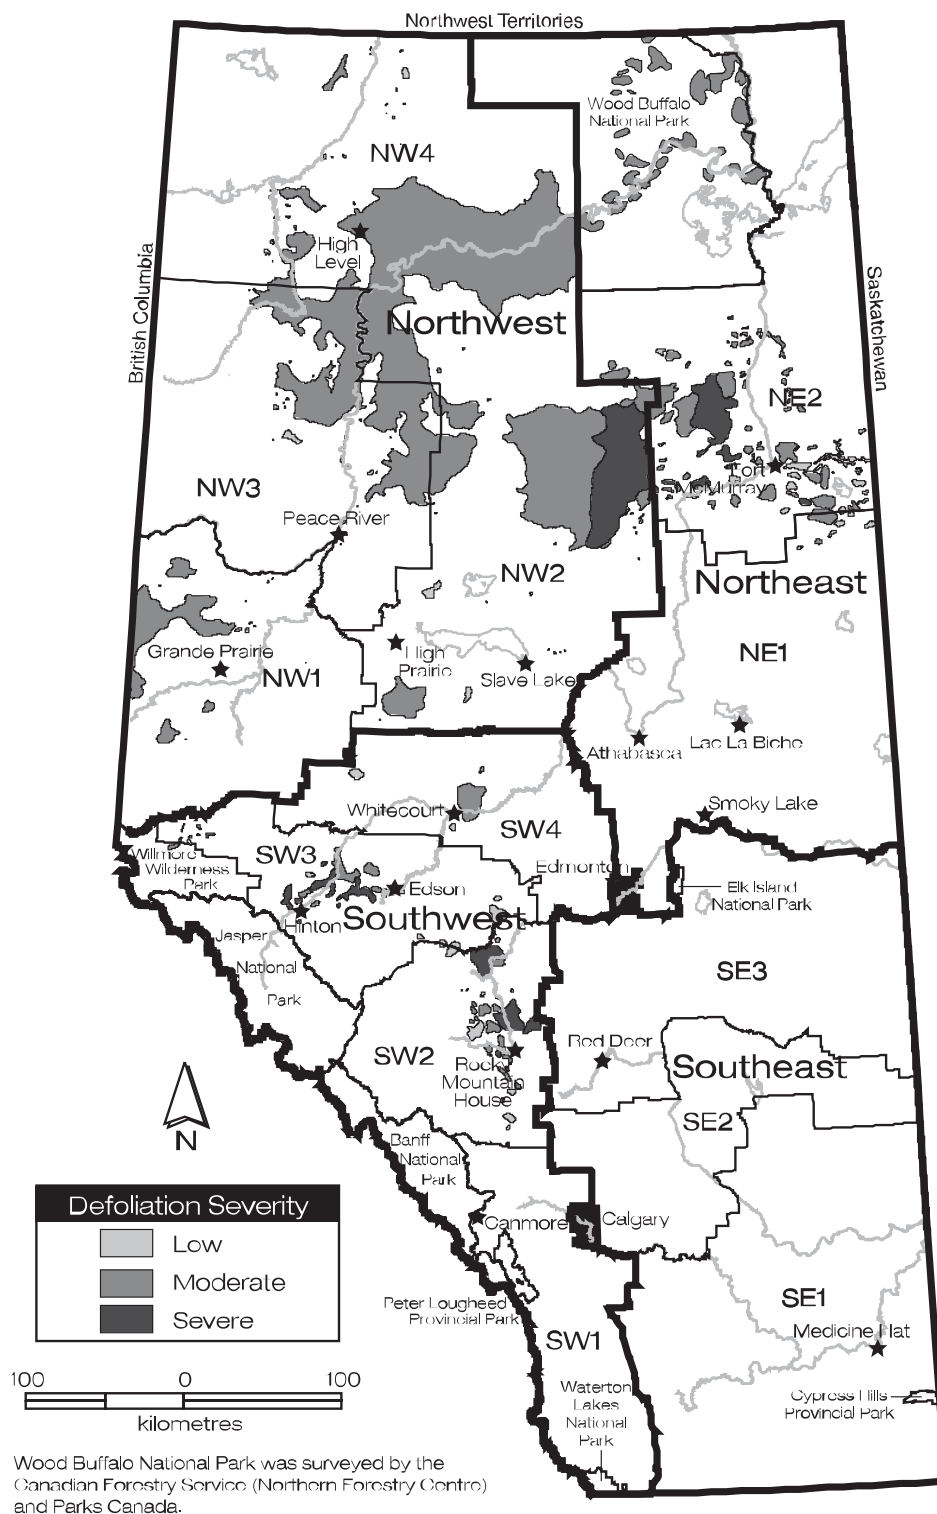 Northwest Territories
Wood Buffalo
National Park
NW4
High
Level
British Columbia
Saskatchewan
Northwest
NE2
NW3
Fort
McMurray
Peace River
NW2
Northeast
Grande Prairie
NW1
High
Prairie
Slave Lake
NE1
Athabasca
Lac La Biche
Whitecourt
Smoky Lake
SW4
SW3
Willmore
Wilderness
Park
Edmonton
Edson
Elk Island
National Park
Hinton
Southwest
Jasper
National
Park
SE3
SW2
Red Deer
Rocky
Mountain
House
Southeast
SE2
N
Banff
National
Park
Defoliation Severity
Low
Moderate
Severe
Canmore
Calgary
SE1
Peter Lougheed
Provincial Park
SW1
Medicine Hat
100 0 100
kilometres
Waterton
Lakes
National
Park
Cypress Hills
Provincial Park
Wood Buffalo National Park was surveyed by the
Canadian Forestry Service (Northern Forestry Centre)
and Parks Canada.